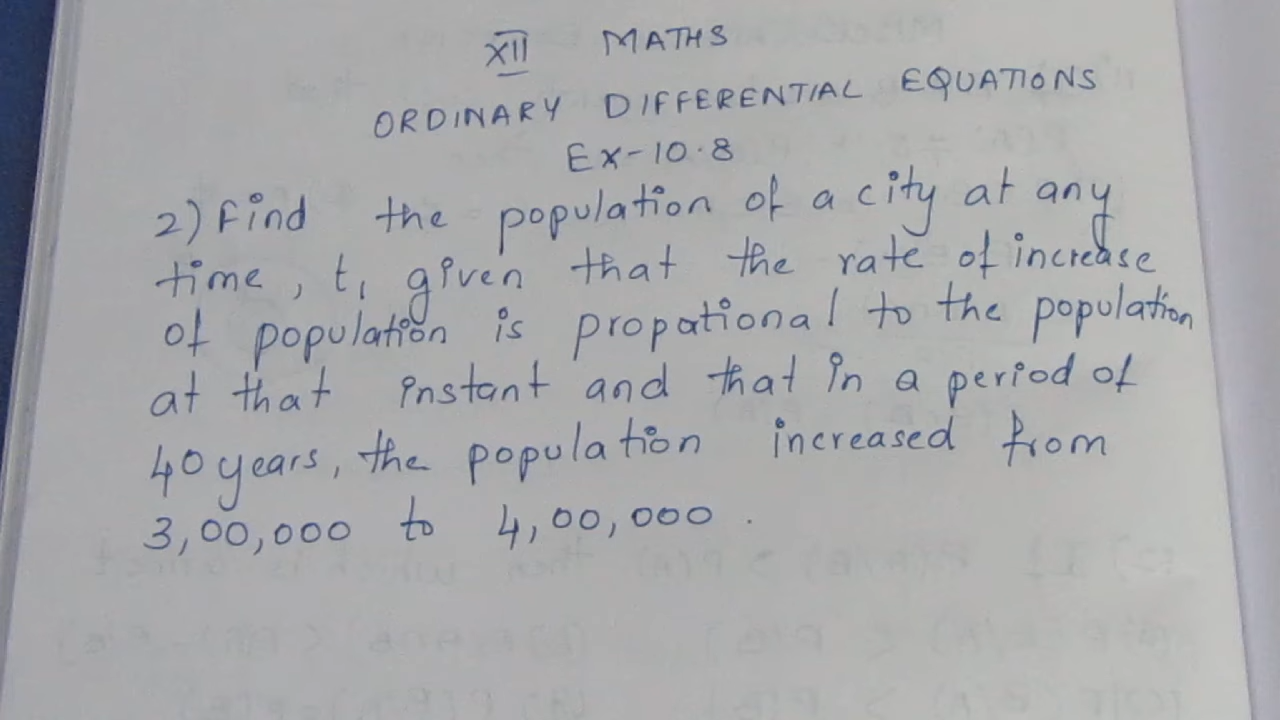 XII MATHS
ORDINARY DIFFERENTIAL EQUATIONS
Ex-10.8
2) Find the population of a city at any
time, t, given that the rate of increase
of population is propational to the population
at that instant and that in a period of
40 years, the population increased from
3,00,000 to 4,00,000.